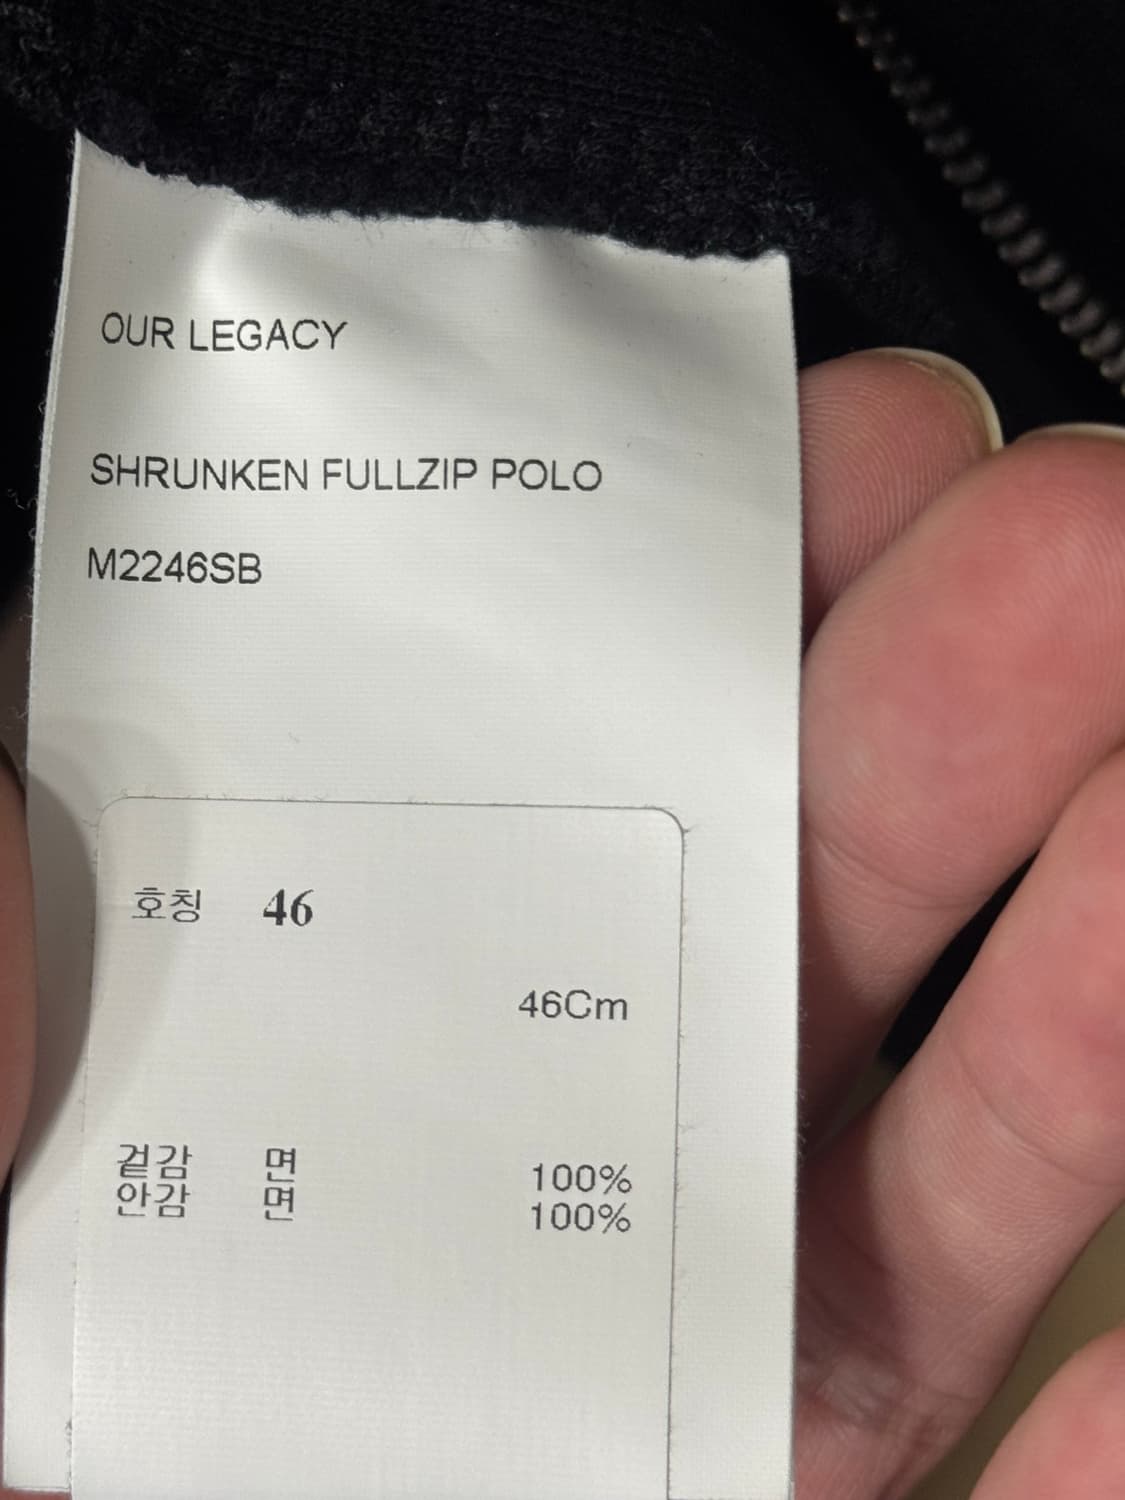 OUR LEGACY
SHRUNKEN FULLZIP POLO
M2246SB
호칭 46
46Cm
겉감 면 100%
안감 면 100%